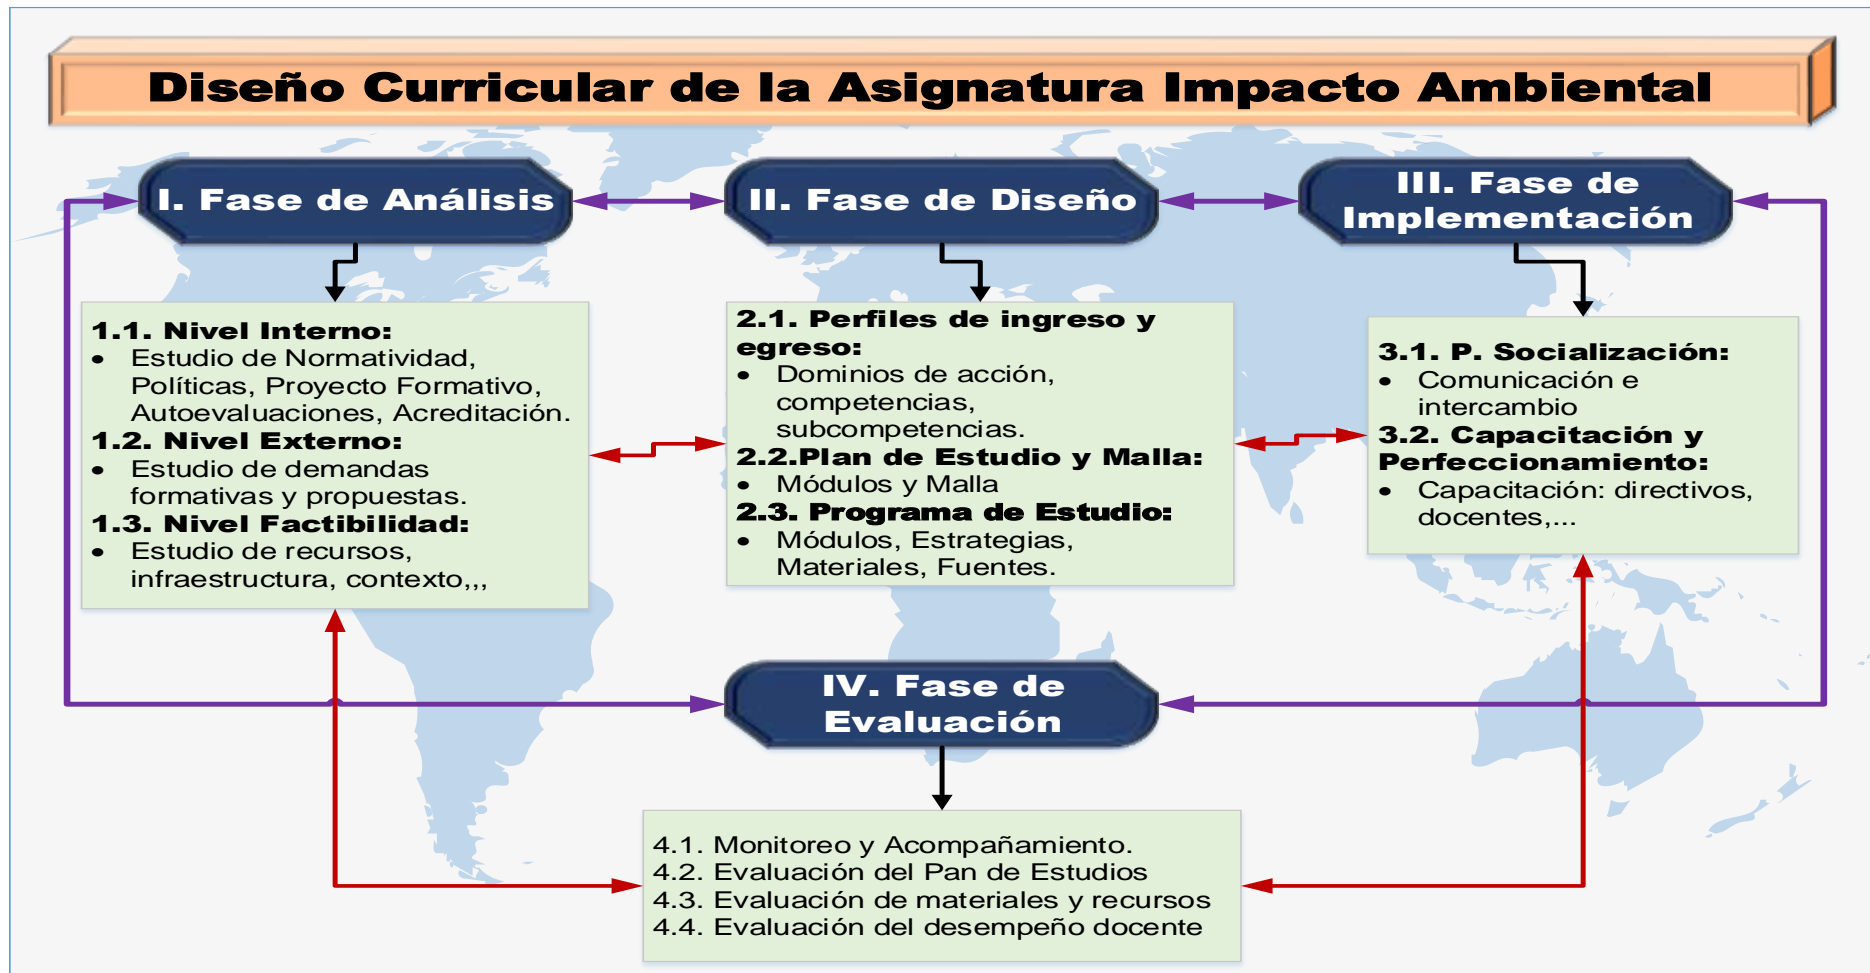 Diseño Curricular de la Asignatura Impacto Ambiental
I. Fase de Análisis
II. Fase de Diseño
III. Fase de
Implementación
1.1. Nivel Interno:
• Estudio de Normatividad,
Políticas, Proyecto Formativo,
Autoevaluaciones, Acreditación.
1.2. Nivel Externo:
• Estudio de demandas
formativas y propuestas.
1.3. Nivel Factibilidad:
• Estudio de recursos,
infraestructura, contexto,,,
2.1. Perfiles de ingreso y
egreso:
• Dominios de acción,
competencias,
subcompetencias.
2.2.Plan de Estudio y Malla:
• Módulos y Malla
2.3. Programa de Estudio:
• Módulos, Estrategias,
Materiales, Fuentes.
3.1. P. Socialización:
• Comunicación e
intercambio
3.2. Capacitación y
Perfeccionamiento:
• Capacitación: directivos,
docentes,...
IV. Fase de
Evaluación
4.1. Monitoreo y Acompañamiento.
4.2. Evaluación del Pan de Estudios
4.3. Evaluación de materiales y recursos
4.4. Evaluación del desempeño docente